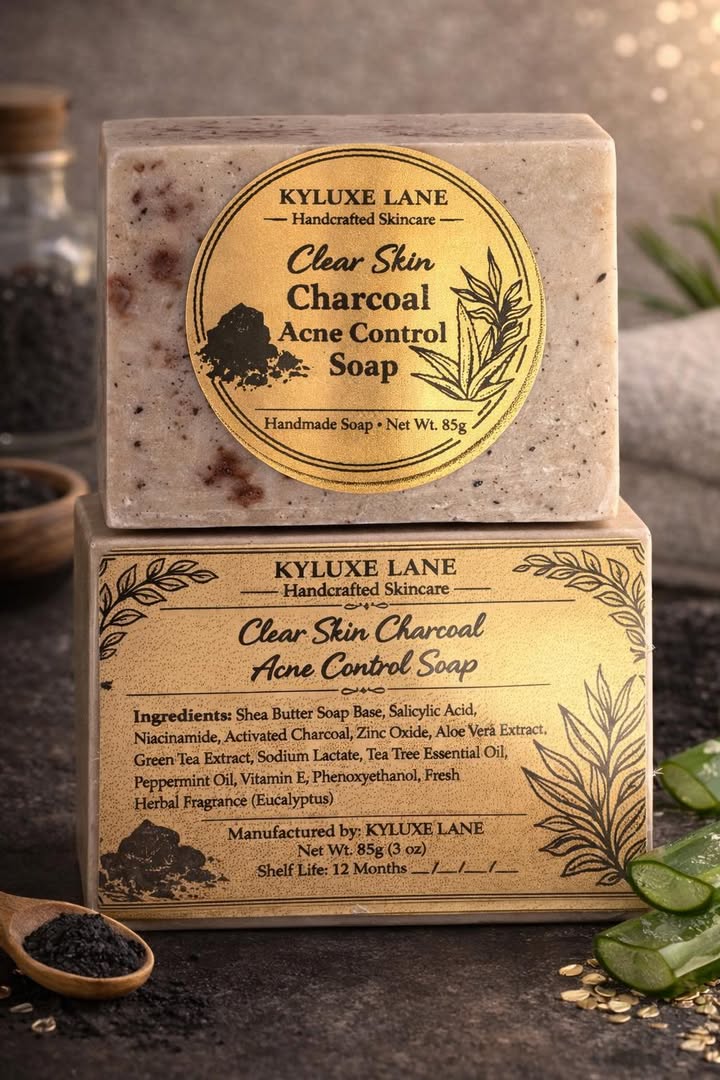 KYLUXE LANE
Handcrafted Skincare
Clear Skin
Charcoal
Acne Control
Soap
Handmade Soap • Net Wt. 85g
KYLUXE LANE
Handcrafted Skincare
Clear Skin Charcoal
Acne Control Soap
Ingredients: Shea Butter Soap Base, Salicylic Acid,
Niacinamide, Activated Charcoal, Zinc Oxide, Aloe Vera Extract,
Green Tea Extract, Sodium Lactate, Tea Tree Essential Oil,
Peppermint Oil, Vitamin E, Phenoxyethanol, Fresh
Herbal Fragrance (Eucalyptus)
Manufactured by: KYLUXE LANE
Net Wt. 85g (3 oz)
Shelf Life: 12 Months __/__/__/__